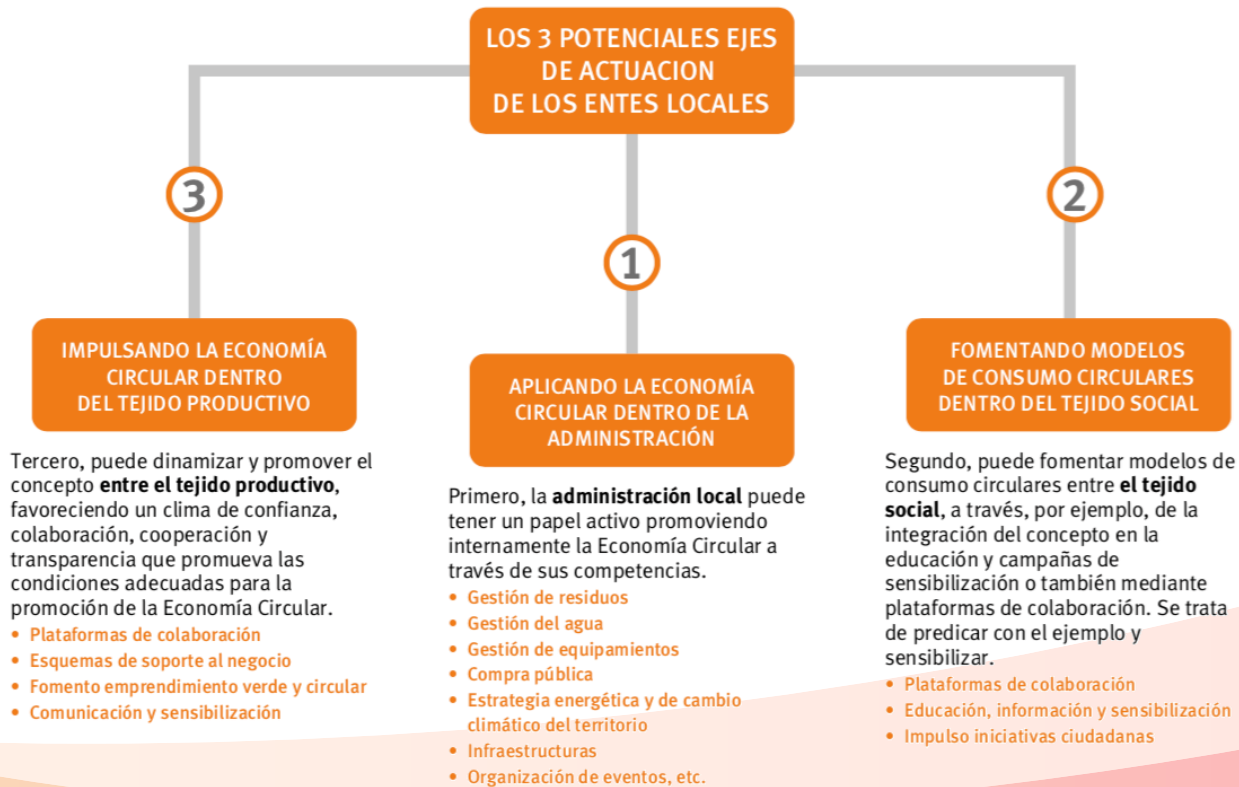 LOS 3 POTENCIALES EJES
DE ACTUACION
DE LOS ENTES LOCALES
3
IMPULSANDO LA ECONOMÍA
CIRCULAR DENTRO
DEL TEJIDO PRODUCTIVO
Tercero, puede dinamizar y promover el
concepto entre el tejido productivo,
favoreciendo un clima de confianza,
colaboración, cooperación y
transparencia que promueva las
condiciones adecuadas para la
promoción de la Economía Circular.
• Plataformas de colaboración
• Esquemas de soporte al negocio
• Fomento emprendimiento verde y circular
• Comunicación y sensibilización
1
APLICANDO LA ECONOMÍA
CIRCULAR DENTRO DE LA
ADMINISTRACIÓN
Primero, la administración local puede
tener un papel activo promoviendo
internamente la Economía Circular a
través de sus competencias.
• Gestión de residuos
• Gestión del agua
• Gestión de equipamientos
• Compra pública
• Estrategia energética y de cambio
climático del territorio
• Infraestructuras
• Organización de eventos, etc.
2
FOMENTANDO MODELOS
DE CONSUMO CIRCULARES
DENTRO DEL TEJIDO SOCIAL
Segundo, puede fomentar modelos de
consumo circulares entre el tejido
social, a través, por ejemplo, de la
integración del concepto en la
educación y campañas de
sensibilización o también mediante
plataformas de colaboración. Se trata
de predicar con el ejemplo y
sensibilizar.
• Plataformas de colaboración
• Educación, información y sensibilización
• Impulso iniciativas ciudadanas